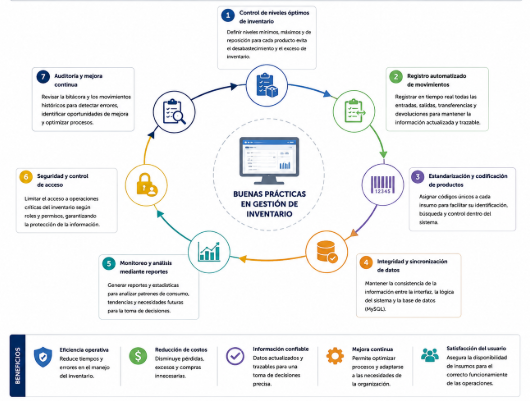 1 Control de niveles óptimos
de inventario
Definir niveles mínimos, máximos y de
reposición para cada producto evita
el desabastecimiento y el exceso de
inventario.
2 Registro automatizado
de movimientos
Registrar en tiempo real todas las
entradas, salidas, transferencias y
devoluciones para mantener la
información actualizada y trazable.
3 Estandarización y codificación
de productos
Asignar códigos únicos a cada
insumo para facilitar su identificación,
búsqueda y control dentro del
sistema.
12345
4 Integridad y sincronización
de datos
Mantener la consistencia de la
información entre la interfaz, la lógica
del sistema y la base de datos
(MySQL).
5 Monitoreo y análisis
mediante reportes
Generar reportes y estadísticas
para analizar patrones de consumo,
tendencias y necesidades futuras
para la toma de decisiones.
6 Seguridad y control
de acceso
Limitar el acceso a operaciones
críticas del inventario según
roles y permisos, garantizando
la protección de la información.
7 Auditoría y mejora
continua
Revisar la bitácora y los movimientos
históricos para detectar errores,
identificar oportunidades de mejora
y optimizar procesos.
BUENAS PRÁCTICAS
EN GESTIÓN DE
INVENTARIO
BENEFICIOS
Eficiencia operativa
Reduce tiempos y
errores en el manejo
del inventario.
Reducción de costos
Disminuye pérdidas,
excesos y compras
innecesarias.
Información confiable
Datos actualizados y
trazables para una
toma de decisiones
precisa.
Mejora continua
Permite optimizar
procesos y adaptarse
a las necesidades de
la organización.
Satisfacción del usuario
Asegura la disponibilidad
de insumos para el
correcto funcionamiento
de las operaciones.